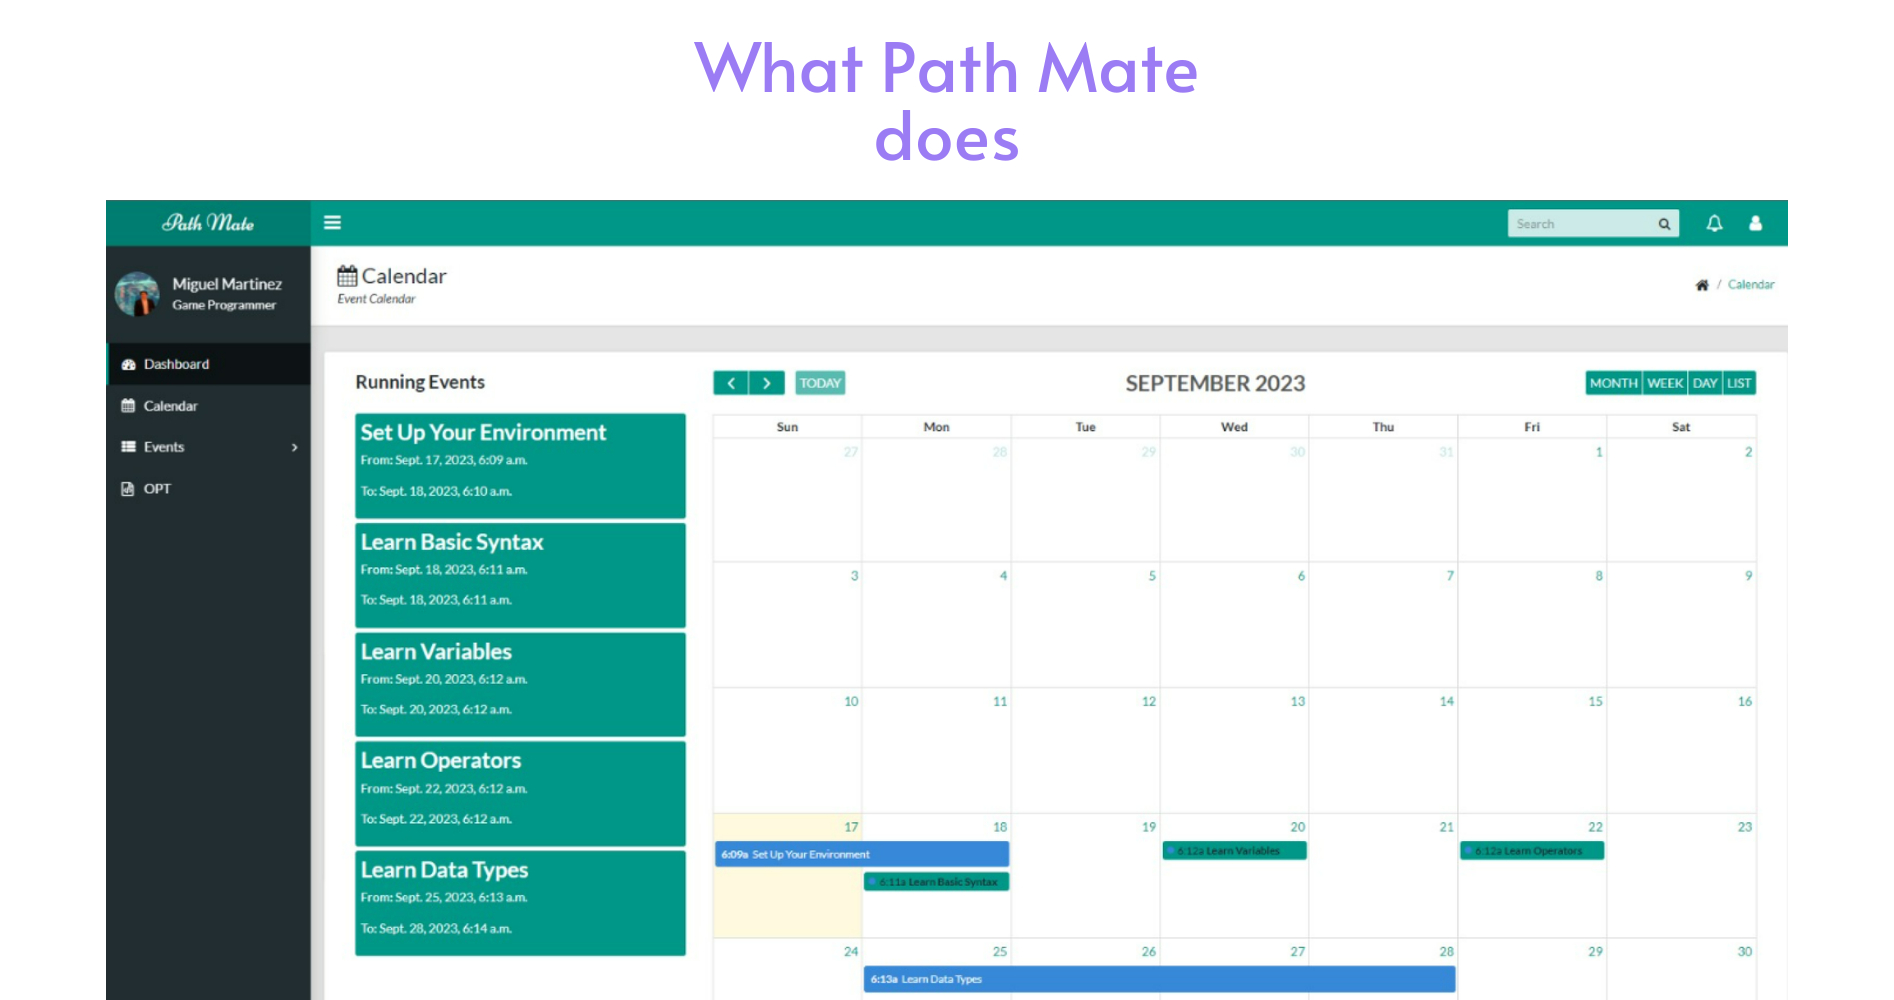 What Path Mate
does
Path Mate
Search
Miguel Martinez
Game Programmer
Dashboard
Calendar
Events
OPT
Calendar
Event Calendar
/ Calendar
Running Events
Set Up Your Environment
From: Sept. 17, 2023, 6:09 a.m.
To: Sept. 18, 2023, 6:10 a.m.
Learn Basic Syntax
From: Sept. 18, 2023, 6:11 a.m.
To: Sept. 18, 2023, 6:11 a.m.
Learn Variables
From: Sept. 20, 2023, 6:12 a.m.
To: Sept. 20, 2023, 6:12 a.m.
Learn Operators
From: Sept. 22, 2023, 6:12 a.m.
To: Sept. 22, 2023, 6:12 a.m.
Learn Data Types
From: Sept. 25, 2023, 6:13 a.m.
To: Sept. 28, 2023, 6:14 a.m.
TODAY
SEPTEMBER 2023
MONTH WEEK DAY LIST
Sun Mon Tue Wed Thu Fri Sat
27 28 29 30 31 1 2
3 4 5 6 7 8 9
10 11 12 13 14 15 16
17 18 19 20 21 22 23
6:09a Set Up Your Environment
6:12a Learn Variables
6:12a Learn Operators
6:11a Learn Basic Syntax
24 25 26 27 28 29 30
6:13a Learn Data Types